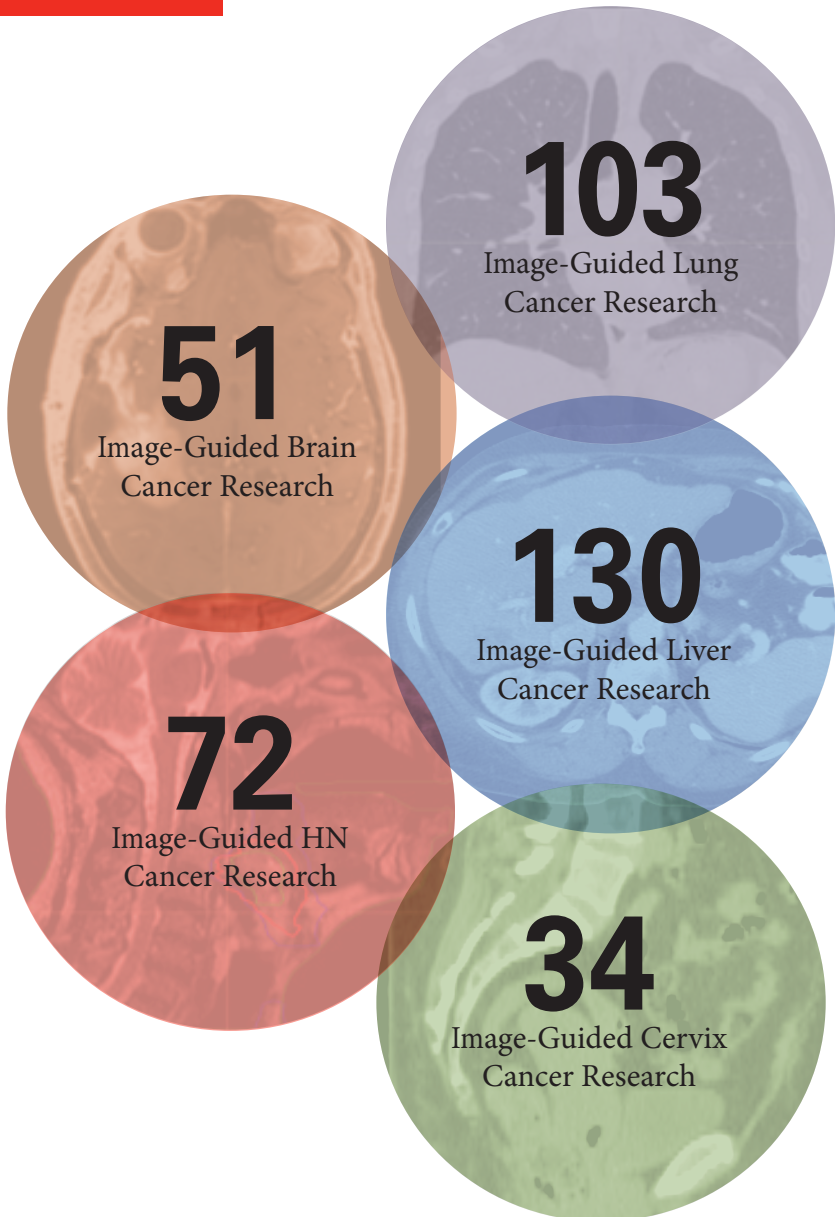 103
Image-Guided Lung
Cancer Research
51
Image-Guided Brain
Cancer Research
130
Image-Guided Liver
Cancer Research
72
Image-Guided HN
Cancer Research
34
Image-Guided Cervix
Cancer Research